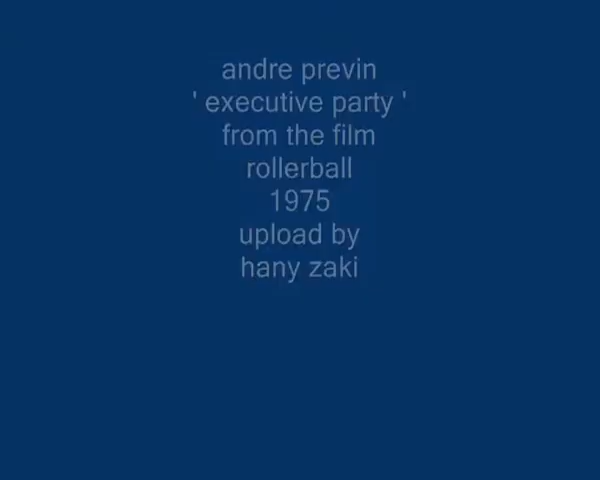 andre previn
' executive party '
from the film
rollerball
1975
upload by
hany zaki